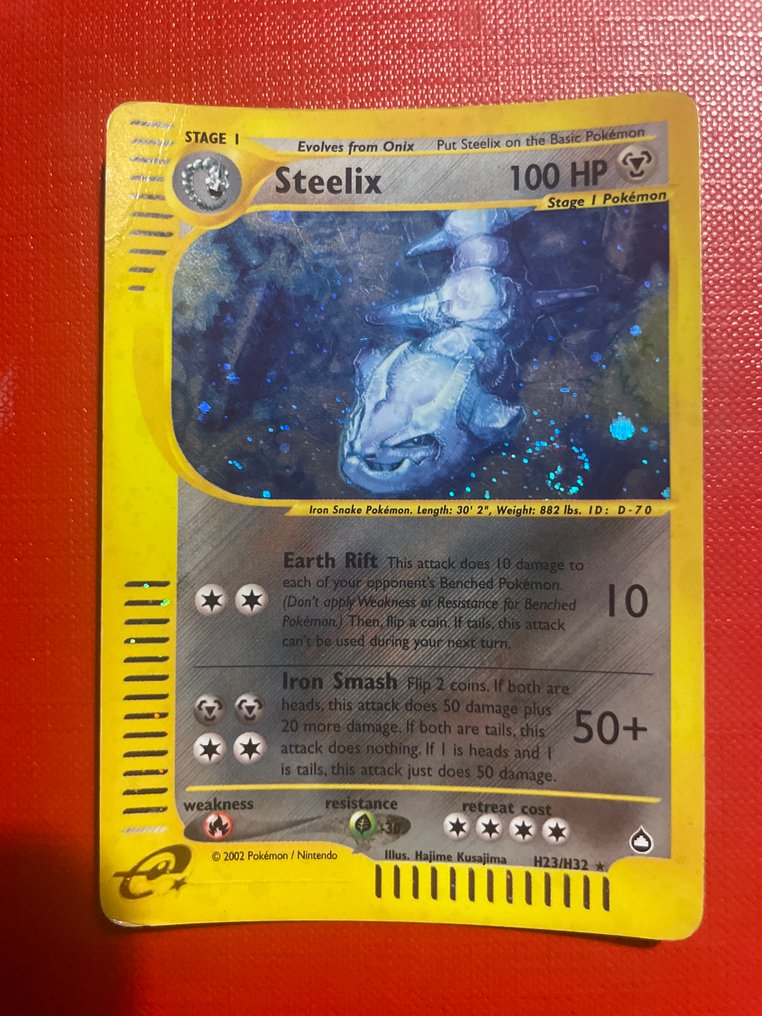 STAGE 1
Evolves from Onix Put Steelix on the Basic Pokémon
Steelix 100 HP
Stage 1 Pokémon
Iron Snake Pokémon. Length: 30' 2", Weight: 882 lbs. ID: D-70
Earth Rift This attack does 10 damage to
each of your opponent's Benched Pokémon.
(Don't apply Weakness or Resistance for Benched
Pokémon.) Then, flip a coin. If tails, this attack
can't be used during your next turn.
10
Iron Smash Flip 2 coins. If both are
heads, this attack does 50 damage plus
20 more damage. If both are tails, this
attack does nothing. If 1 is heads and 1
is tails, this attack just does 50 damage.
50+
weakness resistance retreat cost
-30
© 2002 Pokémon / Nintendo Illus. Hajime Kusajima H23/H32
e